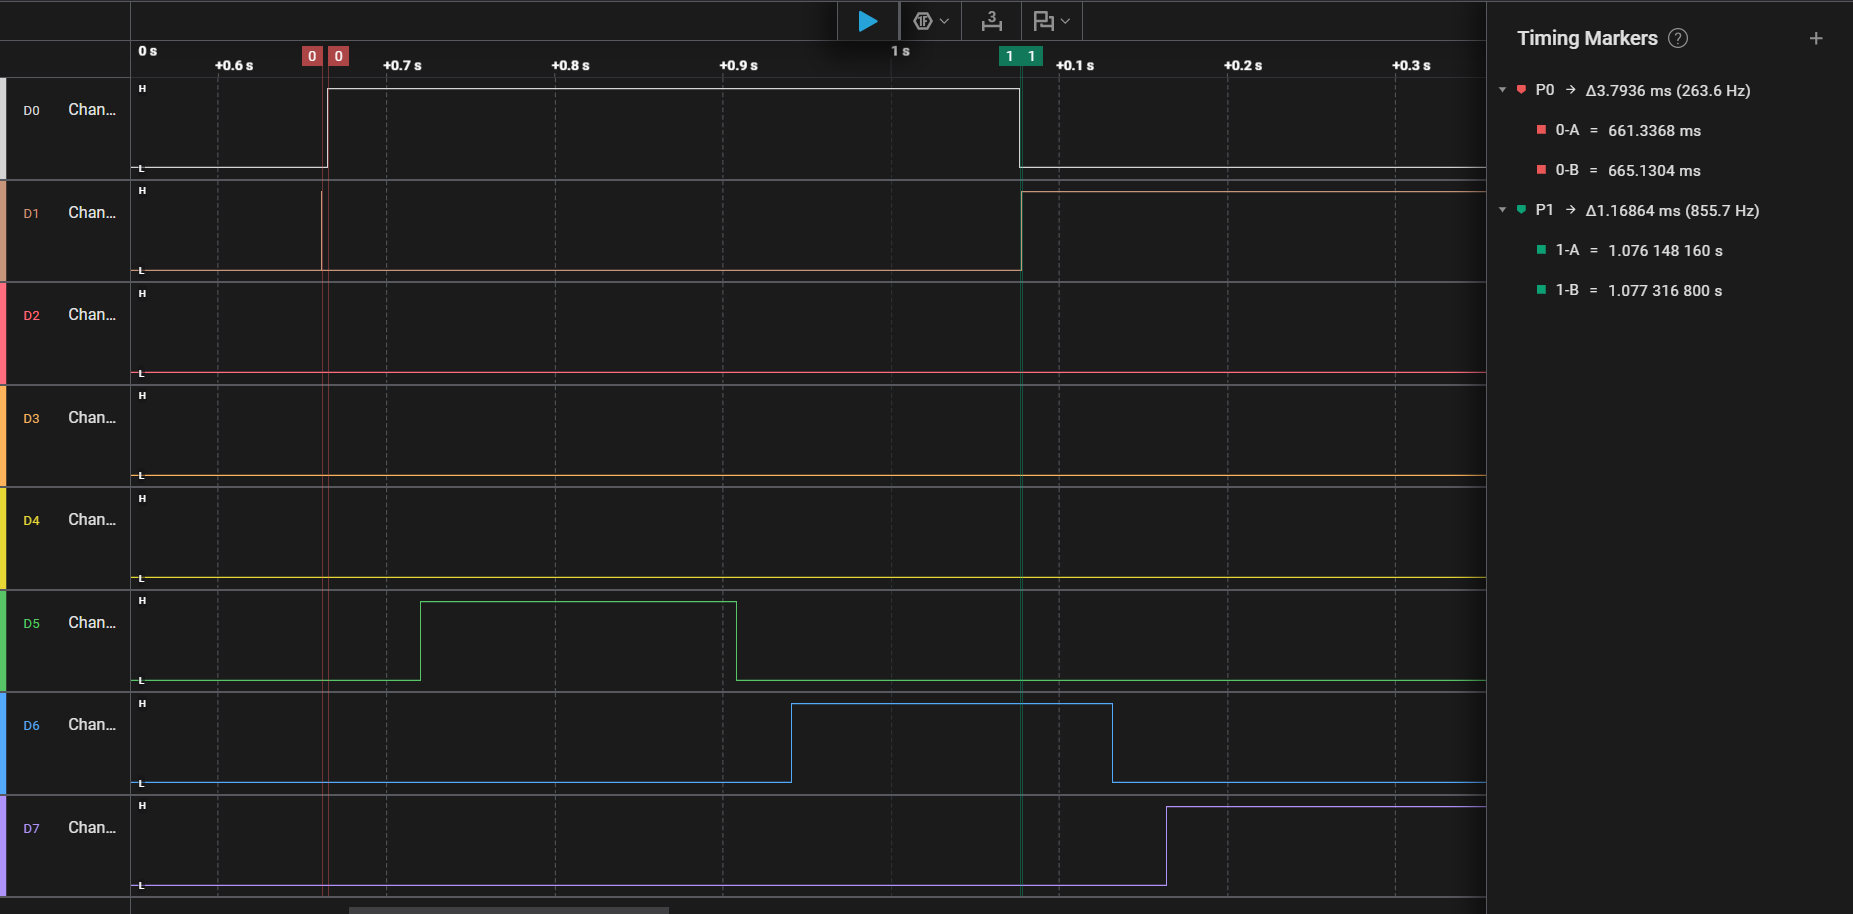 3
0 s
1 s
+0.6 s 0 0 +0.7 s +0.8 s +0.9 s 1 1 +0.1 s +0.2 s +0.3 s
H
D0 Chan...
L
H
D1 Chan...
L
H
D2 Chan...
L
H
D3 Chan...
L
H
D4 Chan...
L
H
D5 Chan...
L
H
D6 Chan...
L
H
D7 Chan...
L
Timing Markers ? +
P0 → Δ3.7936 ms (263.6 Hz)
0-A = 661.3368 ms
0-B = 665.1304 ms
P1 → Δ1.16864 ms (855.7 Hz)
1-A = 1.076 148 160 s
1-B = 1.077 316 800 s